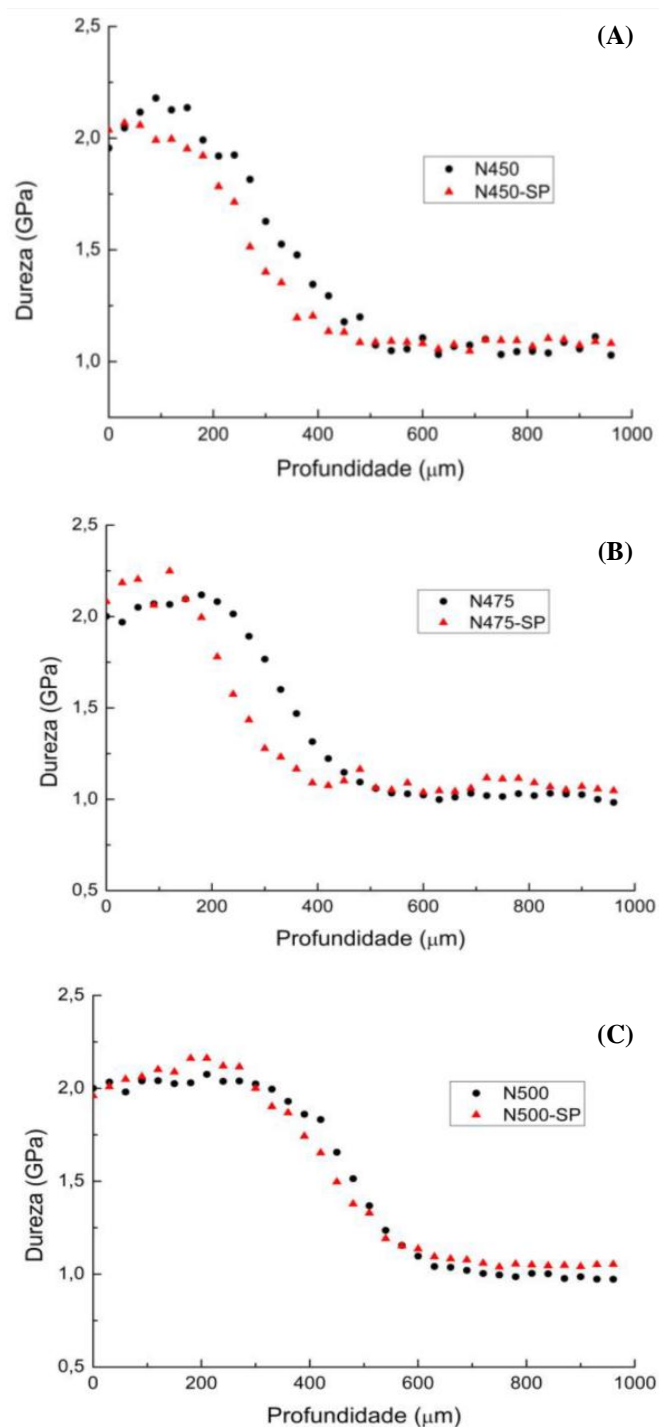 (A)
2,5
2,0
1,5
1,0
Dureza (GPa)
N450
N450-SP
0 200 400 600 800 1000
Profundidade (μm)
(B)
2,5
2,0
1,5
1,0
0,5
Dureza (GPa)
N475
N475-SP
0 200 400 600 800 1000
Profundidade (μm)
(C)
2,5
2,0
1,5
1,0
0,5
Dureza (GPa)
N500
N500-SP
0 200 400 600 800 1000
Profundidade (μm)